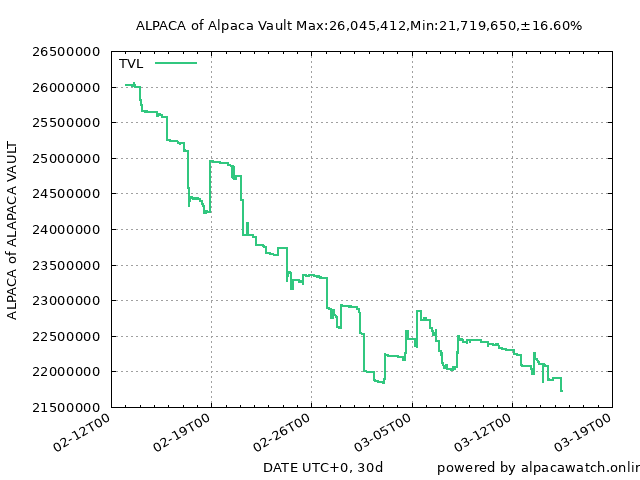 ALPACA of Alpaca Vault Max:26,045,412,Min:21,719,650,±16.60%
TVL
26500000
26000000
25500000
25000000
24500000
24000000
23500000
23000000
22500000
22000000
21500000
ALPACA of ALAPACA VAULT
02-12T00
02-19T00
02-26T00
03-05T00
03-12T00
03-19T00
DATE UTC+0, 30d
powered by alpacawatch.onlin